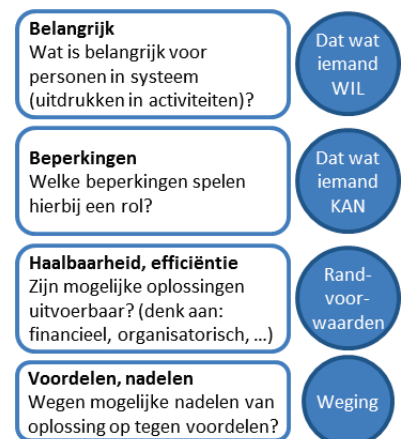 Belangrijk
Wat is belangrijk voor
personen in systeem
(uitdrukken in activiteiten)?
Dat wat
iemand
WIL
Beperkingen
Welke beperkingen spelen
hierbij een rol?
Dat wat
iemand
KAN
Haalbaarheid, efficiëntie
Zijn mogelijke oplossingen
uitvoerbaar? (denk aan:
financieel, organisatorisch, ...)
Rand-
voor-
waarden
Voordelen, nadelen
Wegen mogelijke nadelen van
oplossing op tegen voordelen?
Weging